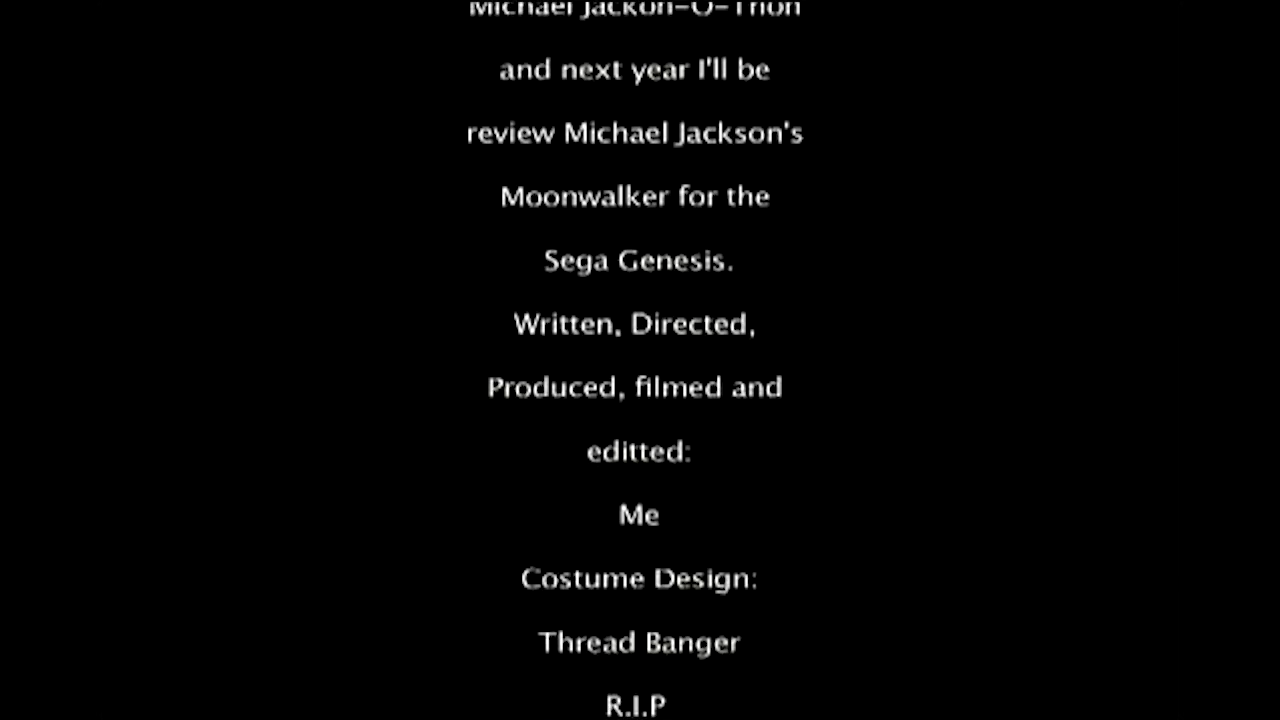 Michael Jackon-O-Thon
and next year I'll be
review Michael Jackson's
Moonwalker for the
Sega Genesis.
Written, Directed,
Produced, filmed and
editted:
Me
Costume Design:
Thread Banger
R.I.P